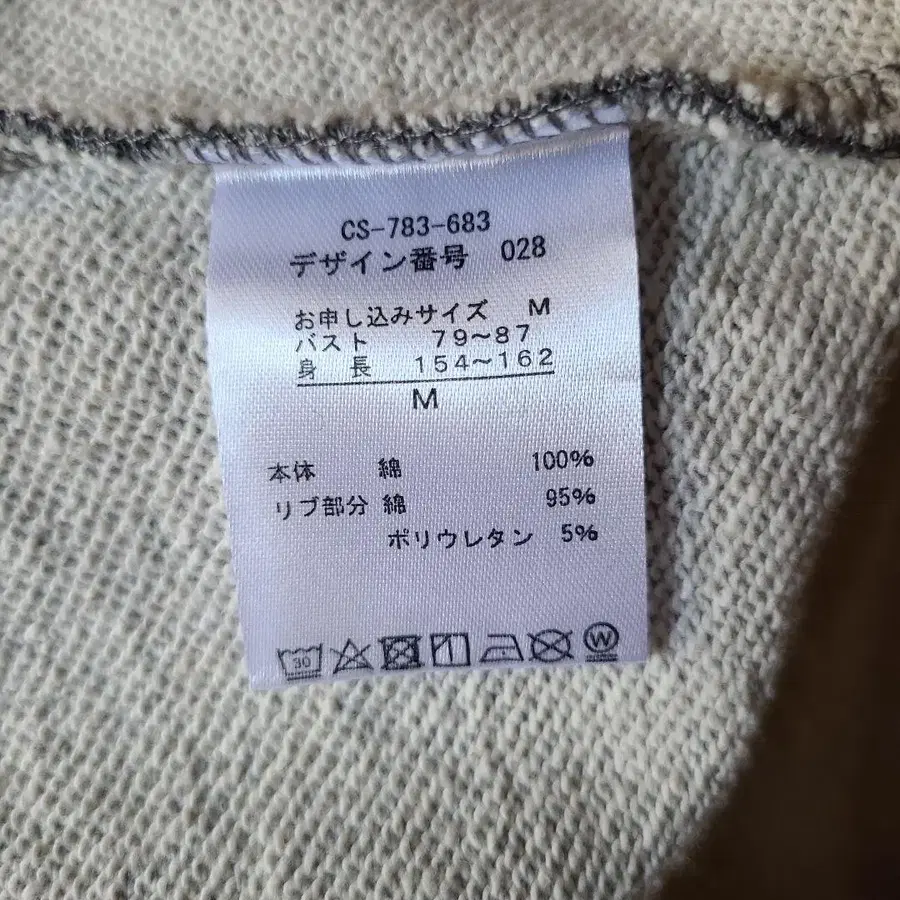 CS-783-683
デザイン番号 028
お申し込みサイズ M
バスト 79〜87
身 長 154〜162
M
本体 綿 100%
リブ部分 綿 95%
ポリウレタン 5%
30 W